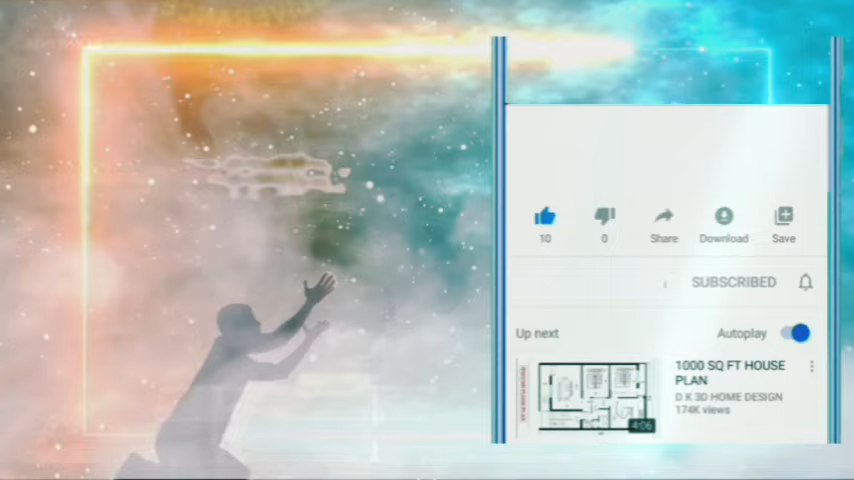 10
0
Share
Download
Save
SUBSCRIBED
Up next
Autoplay
1000 SQ FT HOUSE
PLAN
D K 3D HOME DESIGN
174K views
4:06